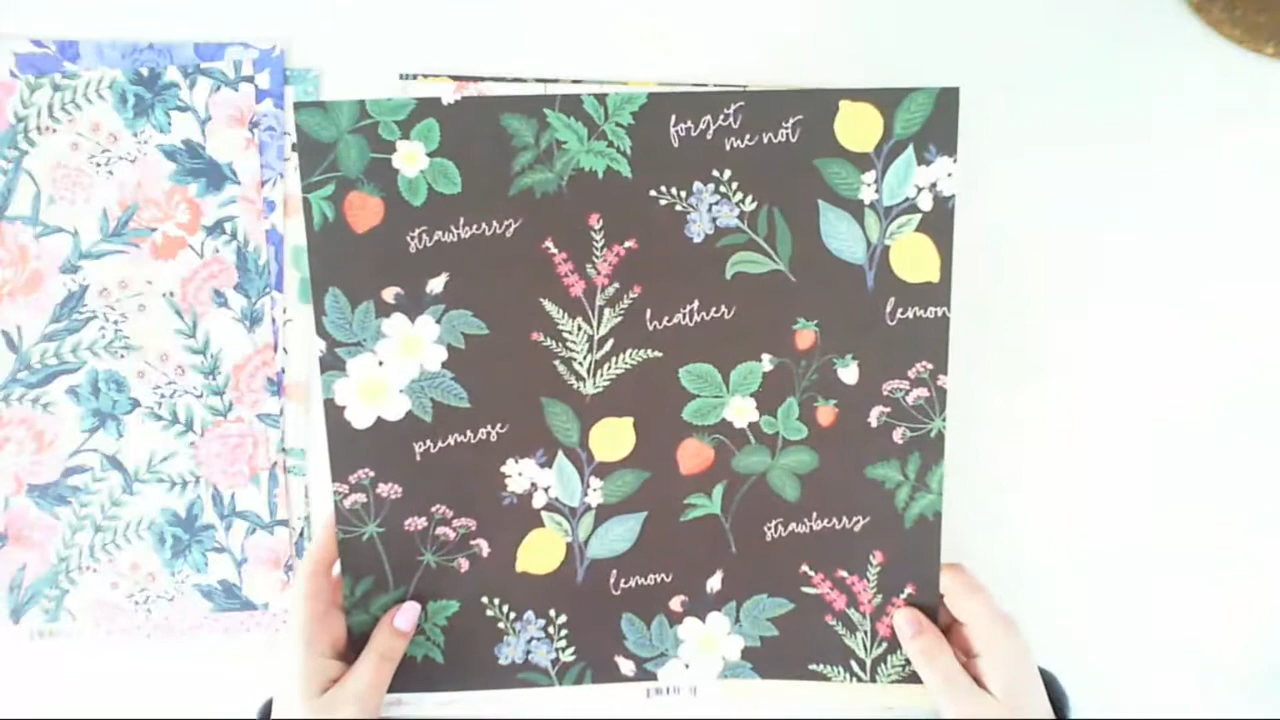 forget
me not
strawberry
heather
lemon
primrose
strawberry
lemon